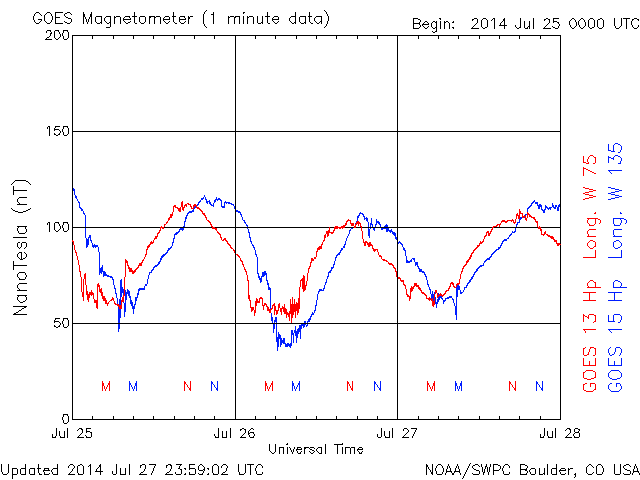 GOES Magnetometer (1 minute data)
Begin: 2014 Jul 25 0000 UTC
200
150
100
50
0
NanoTesla (nT)
M M N N M M N N M M N N
Jul 25 Jul 26 Jul 27 Jul 28
Universal Time
GOES 13 Hp Long. W 75
GOES 15 Hp Long. W 135
Updated 2014 Jul 27 23:59:02 UTC
NOAA/SWPC Boulder, CO USA